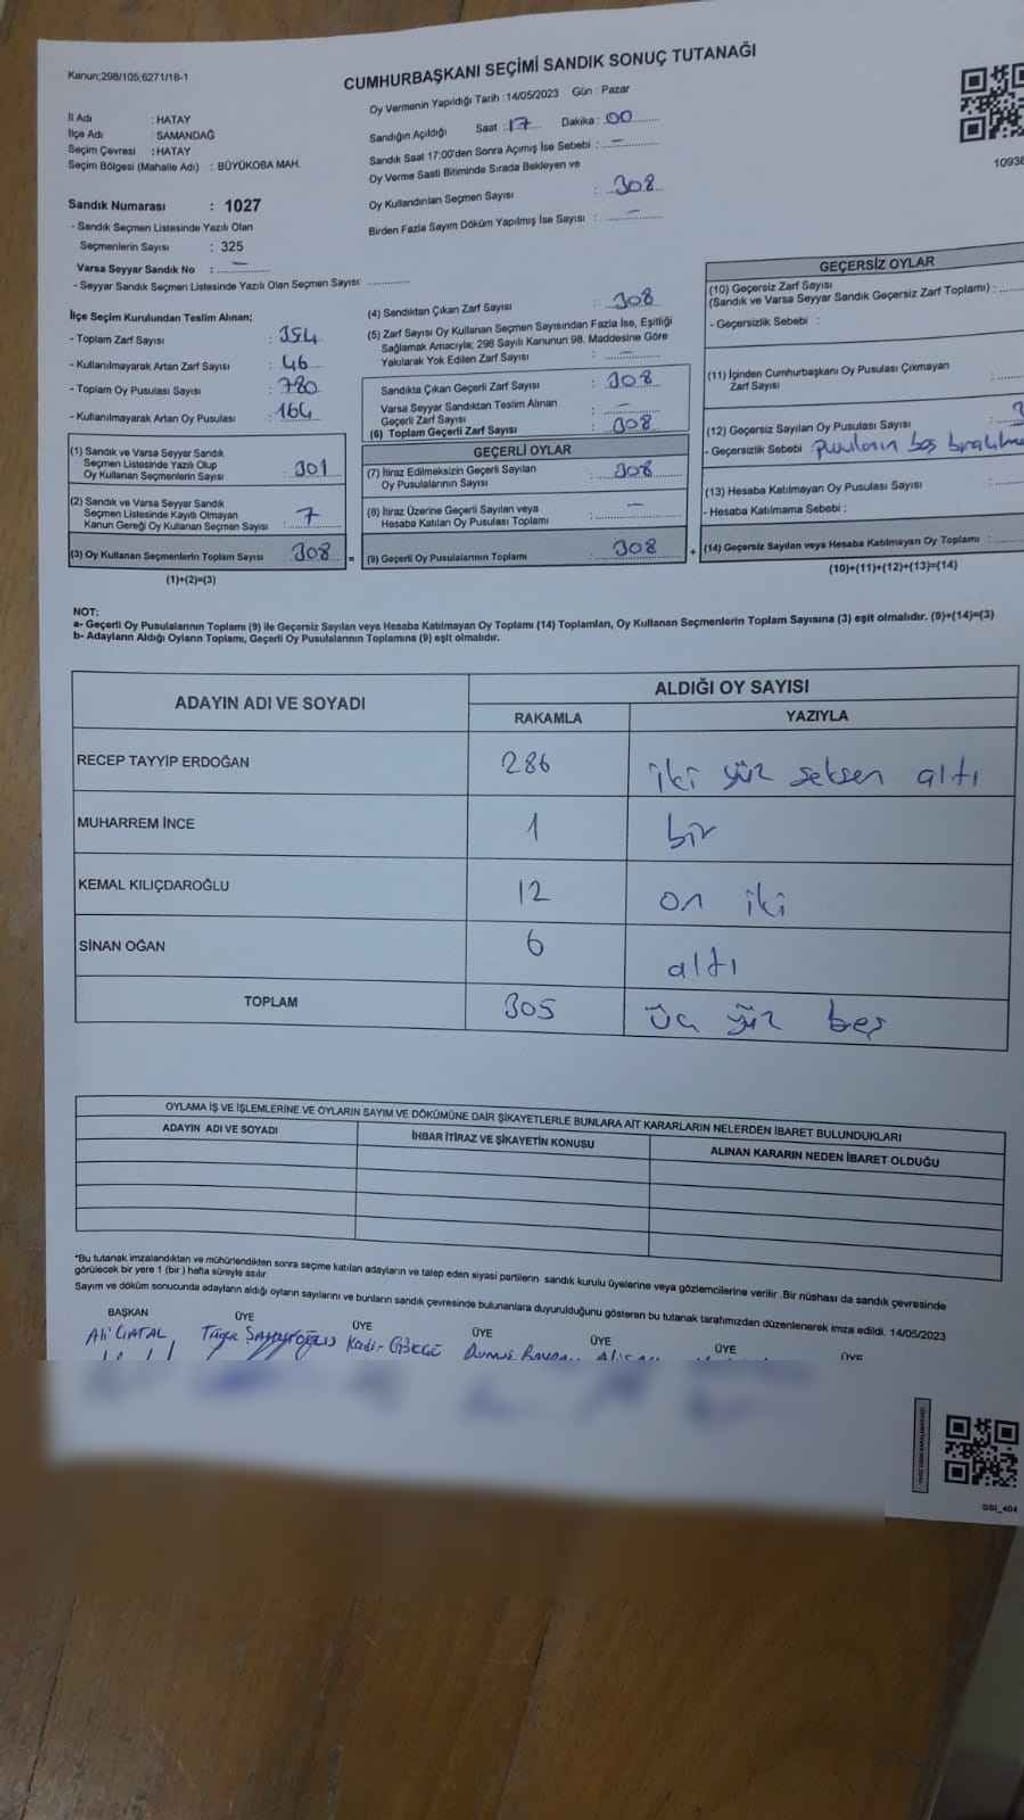 Kanun;298/105;6271/18-1
CUMHURBAŞKANI SEÇİMİ SANDIK SONUÇ TUTANAĞI
Oy Vermenin Yapıldığı Tarih :14/05/2023 Gün : Pazar
İl Adı : HATAY
İlçe Adı : SAMANDAĞ
Seçim Çevresi : HATAY
Seçim Bölgesi (Mahalle Adı) : BÜYÜKOBA MAH.
Sandığın Açıldığı Saat : 17 Dakika : 00
Sandık Saat 17:00'den Sonra Açımış İse Sebebi : —
Oy Verme Saati Bitiminde Sırada Bekleyen ve
Oy Kullandırılan Seçmen Sayısı : 308
Birden Fazla Sayım Döküm Yapılmış İse Sayısı : —
1093
Sandık Numarası : 1027
- Sandık Seçmen Listesinde Yazılı Olan
Seçmenlerin Sayısı : 325
Varsa Seyyar Sandık No : —
- Seyyar Sandık Seçmen Listesinde Yazılı Olan Seçmen Sayısı
İlçe Seçim Kurulundan Teslim Alınan;
- Toplam Zarf Sayısı : 354
- Kullanılmayarak Artan Zarf Sayısı : 46
- Toplam Oy Pusulası Sayısı : 780
- Kullanılmayarak Artan Oy Pusulası : 164
(1) Sandık ve Varsa Seyyar Sandık
Seçmen Listesinde Yazılı Olup
Oy Kullanan Seçmenlerin Sayısı : 301
(2) Sandık ve Varsa Seyyar Sandık
Seçmen Listesinde Kayıtlı Olmayan
Kanun Gereği Oy Kullanan Seçmen Sayısı : 7
(3) Oy Kullanan Seçmenlerin Toplam Sayısı 308 =
(1)+(2)=(3)
(4) Sandıktan Çıkan Zarf Sayısı : 308
(5) Zarf Sayısı Oy Kullanan Seçmen Sayısından Fazla İse, Eşitliği
Sağlamak Amacıyla; 298 Sayılı Kanunun 98. Maddesine Göre
Yakılarak Yok Edilen Zarf Sayısı : —
Sandıkta Çıkan Geçerli Zarf Sayısı : 308
Varsa Seyyar Sandıktan Teslim Alınan
Geçerli Zarf Sayısı : —
(6) Toplam Geçerli Zarf Sayısı : 308
GEÇERLİ OYLAR
(7) İtiraz Edilmeksizin Geçerli Sayılan
Oy Pusulalarının Sayısı : 308
(8) İtiraz Üzerine Geçerli Sayılan veya
Hesaba Katılan Oy Pusulası Toplamı : —
(9) Geçerli Oy Pusulalarının Toplamı : 308 +
GEÇERSİZ OYLAR
(10) Geçersiz Zarf Sayısı
(Sandık ve Varsa Seyyar Sandık Geçersiz Zarf Toplamı) :
- Geçersizlik Sebebi :
(11) İçinden Cumhurbaşkanı Oy Pusulası Çıkmayan
Zarf Sayısı :
(12) Geçersiz Sayılan Oy Pusulası Sayısı :
- Geçersizlik Sebebi boş
(13) Hesaba Katılmayan Oy Pusulası Sayısı :
- Hesaba Katılmama Sebebi :
(14) Geçersiz Sayılan veya Hesaba Katılmayan Oy Toplamı :
(10)+(11)+(12)+(13)=(14)
NOT:
a- Geçerli Oy Pusulalarının Toplamı (9) ile Geçersiz Sayılan veya Hesaba Katılmayan Oy Toplamı (14) Toplamları, Oy Kullanan Seçmenlerin Toplam Sayısına (3) eşit olmalıdır. (9)+(14)=(3)
b- Adayların Aldığı Oyların Toplamı, Geçerli Oy Pusulalarının Toplamına (9) eşit olmalıdır.
ADAYIN ADI VE SOYADI ALDIĞI OY SAYISI
RAKAMLA YAZIYLA
RECEP TAYYİP ERDOĞAN 286 iki yüz seksen altı
MUHARREM İNCE 1 bir
KEMAL KILIÇDAROĞLU 12 on iki
SİNAN OĞAN 6 altı
TOPLAM 305 üç yüz beş
OYLAMA İŞ VE İŞLEMLERİNE VE OYLARIN SAYIM VE DÖKÜMÜNE DAİR ŞİKAYETLERLE BUNLARA AİT KARARLARIN NELERDEN İBARET BULUNDUKLARI
ADAYIN ADI VE SOYADI İHBAR İTİRAZ VE ŞİKAYETİN KONUSU ALINAN KARARIN NEDEN İBARET OLDUĞU
*Bu tutanak imzalandıktan ve mühürlendikten sonra seçime katılan adayların ve talep eden siyasi partilerin sandık kurulu üyelerine veya gözlemcilerine verilir. Bir nüshası da sandık çevresinde
görülecek bir yere 1 (bir) hafta süreyle asılır
Sayım ve döküm sonucunda adayların aldığı oyların sayılarını ve bunların sandık çevresinde bulunanlara duyurulduğunu gösteren bu tutanak tarafımızdan düzenlenerek imza edildi. 14/05/2023
BAŞKAN ÜYE ÜYE ÜYE ÜYE ÜYE ÜYE
Ali ÇATAL Kadir
GSI_404